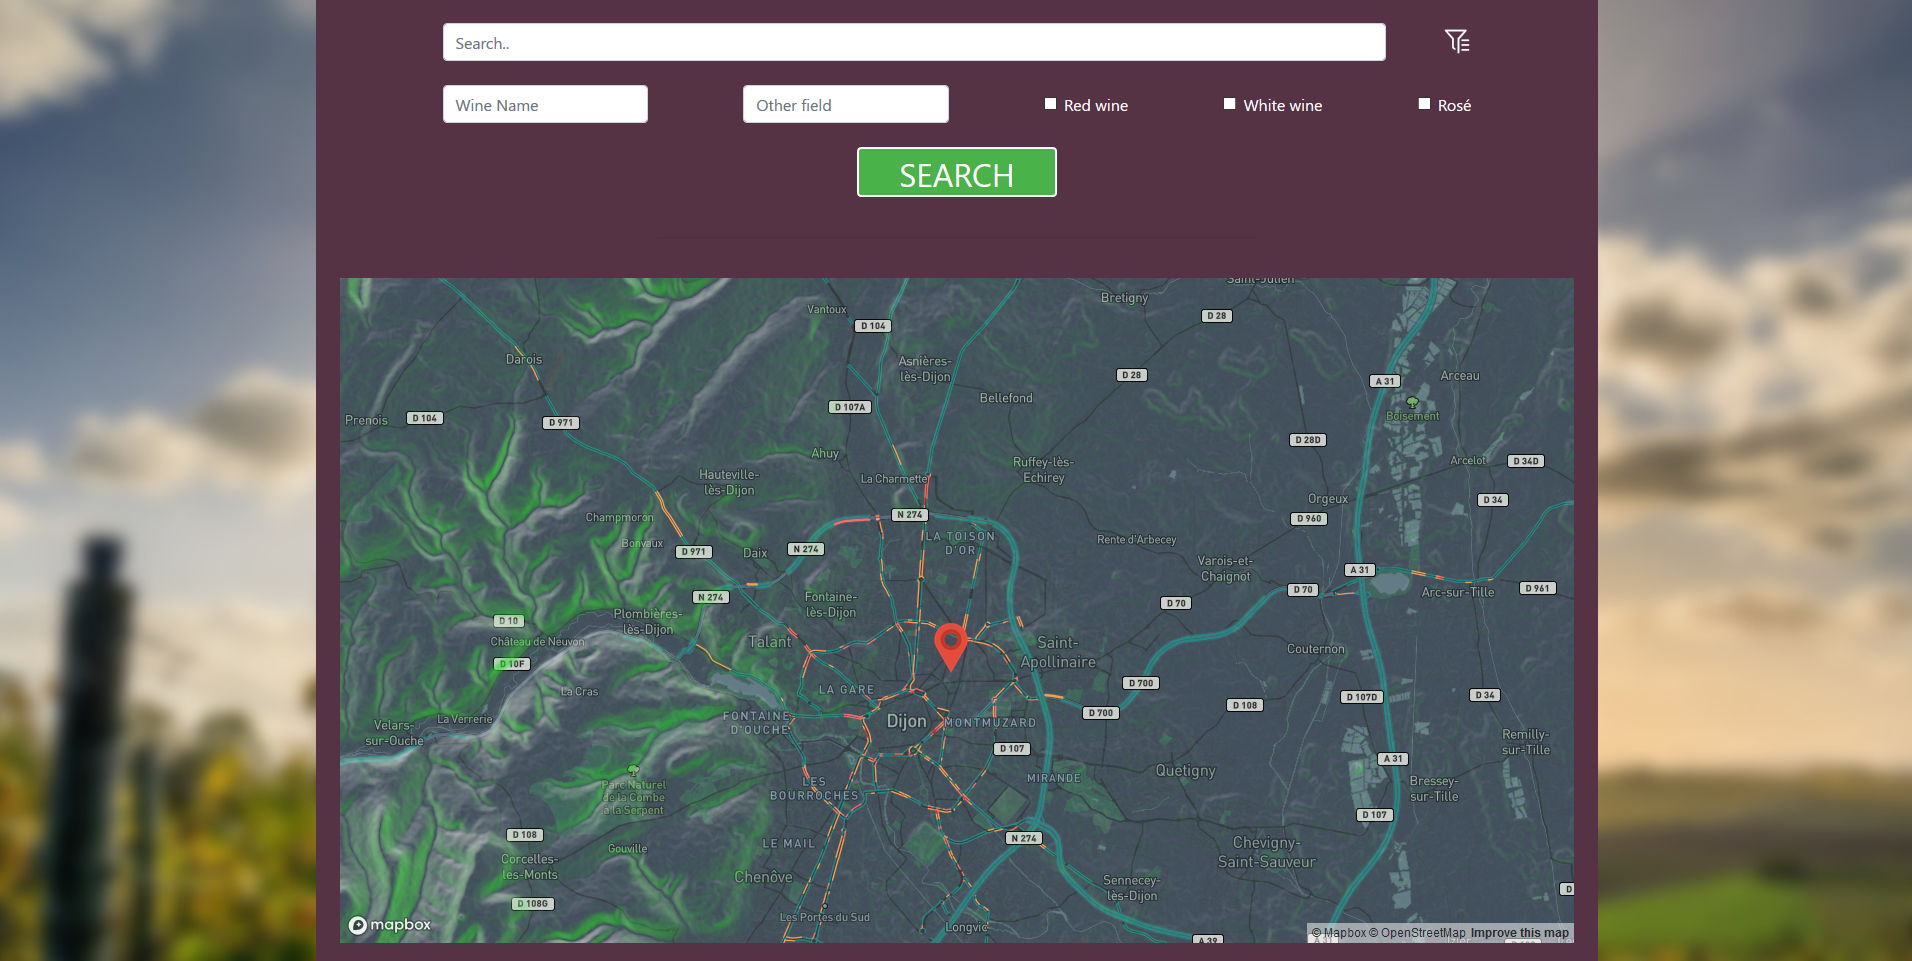 Search..
Wine Name
Other field
Red wine
White wine
Rosé
SEARCH
Saint-Julien
Bretigny
Vantoux
D 28
D 104
Darois
Asnières-
lès-Dijon
D 28
A 31
Arceau
Bellefond
D 107A
Boisement
Prenois
D 104
D 971
D 28D
Ahuy
Ruffey-lès-
Echirey
Arcelot
D 34D
Hauteville-
lès-Dijon
La Charmette
Orgeux
D 34
Champmoron
N 274
D 960
Bonvaux
D 971
Daix
N 274
LA TOISON
D'OR
Rente d'Arbecey
Varois-et-
Chaignot
A 31
N 274
Fontaine-
lès-Dijon
D 70
D 70
Arc-sur-Tille
D 961
D 10
Plombières-
lès-Dijon
Château de Neuvon
Talant
Saint-
Apollinaire
Couternon
D 10F
La Cras
LA GARE
D 700
D 107D
D 34
D 108
Velars-
sur-Ouche
La Verrerie
FONTAINE
D'OUCHE
Dijon
MONTMUZARD
D 700
D 107
Remilly-
sur-Tille
A 31
Parc Naturel
de la Combe
à la Serpent
LES
BOURROCHES
MIRANDE
Quetigny
Bressey-
sur-Tille
D 107
D 108
Gouville
LE MAIL
N 274
Chevigny-
Saint-Sauveur
Corcelles-
les-Monts
Chenôve
Sennecey-
lès-Dijon
D
D 108G
Les Portes du Sud
Longvic
A 39
mapbox
© Mapbox © OpenStreetMap Improve this map